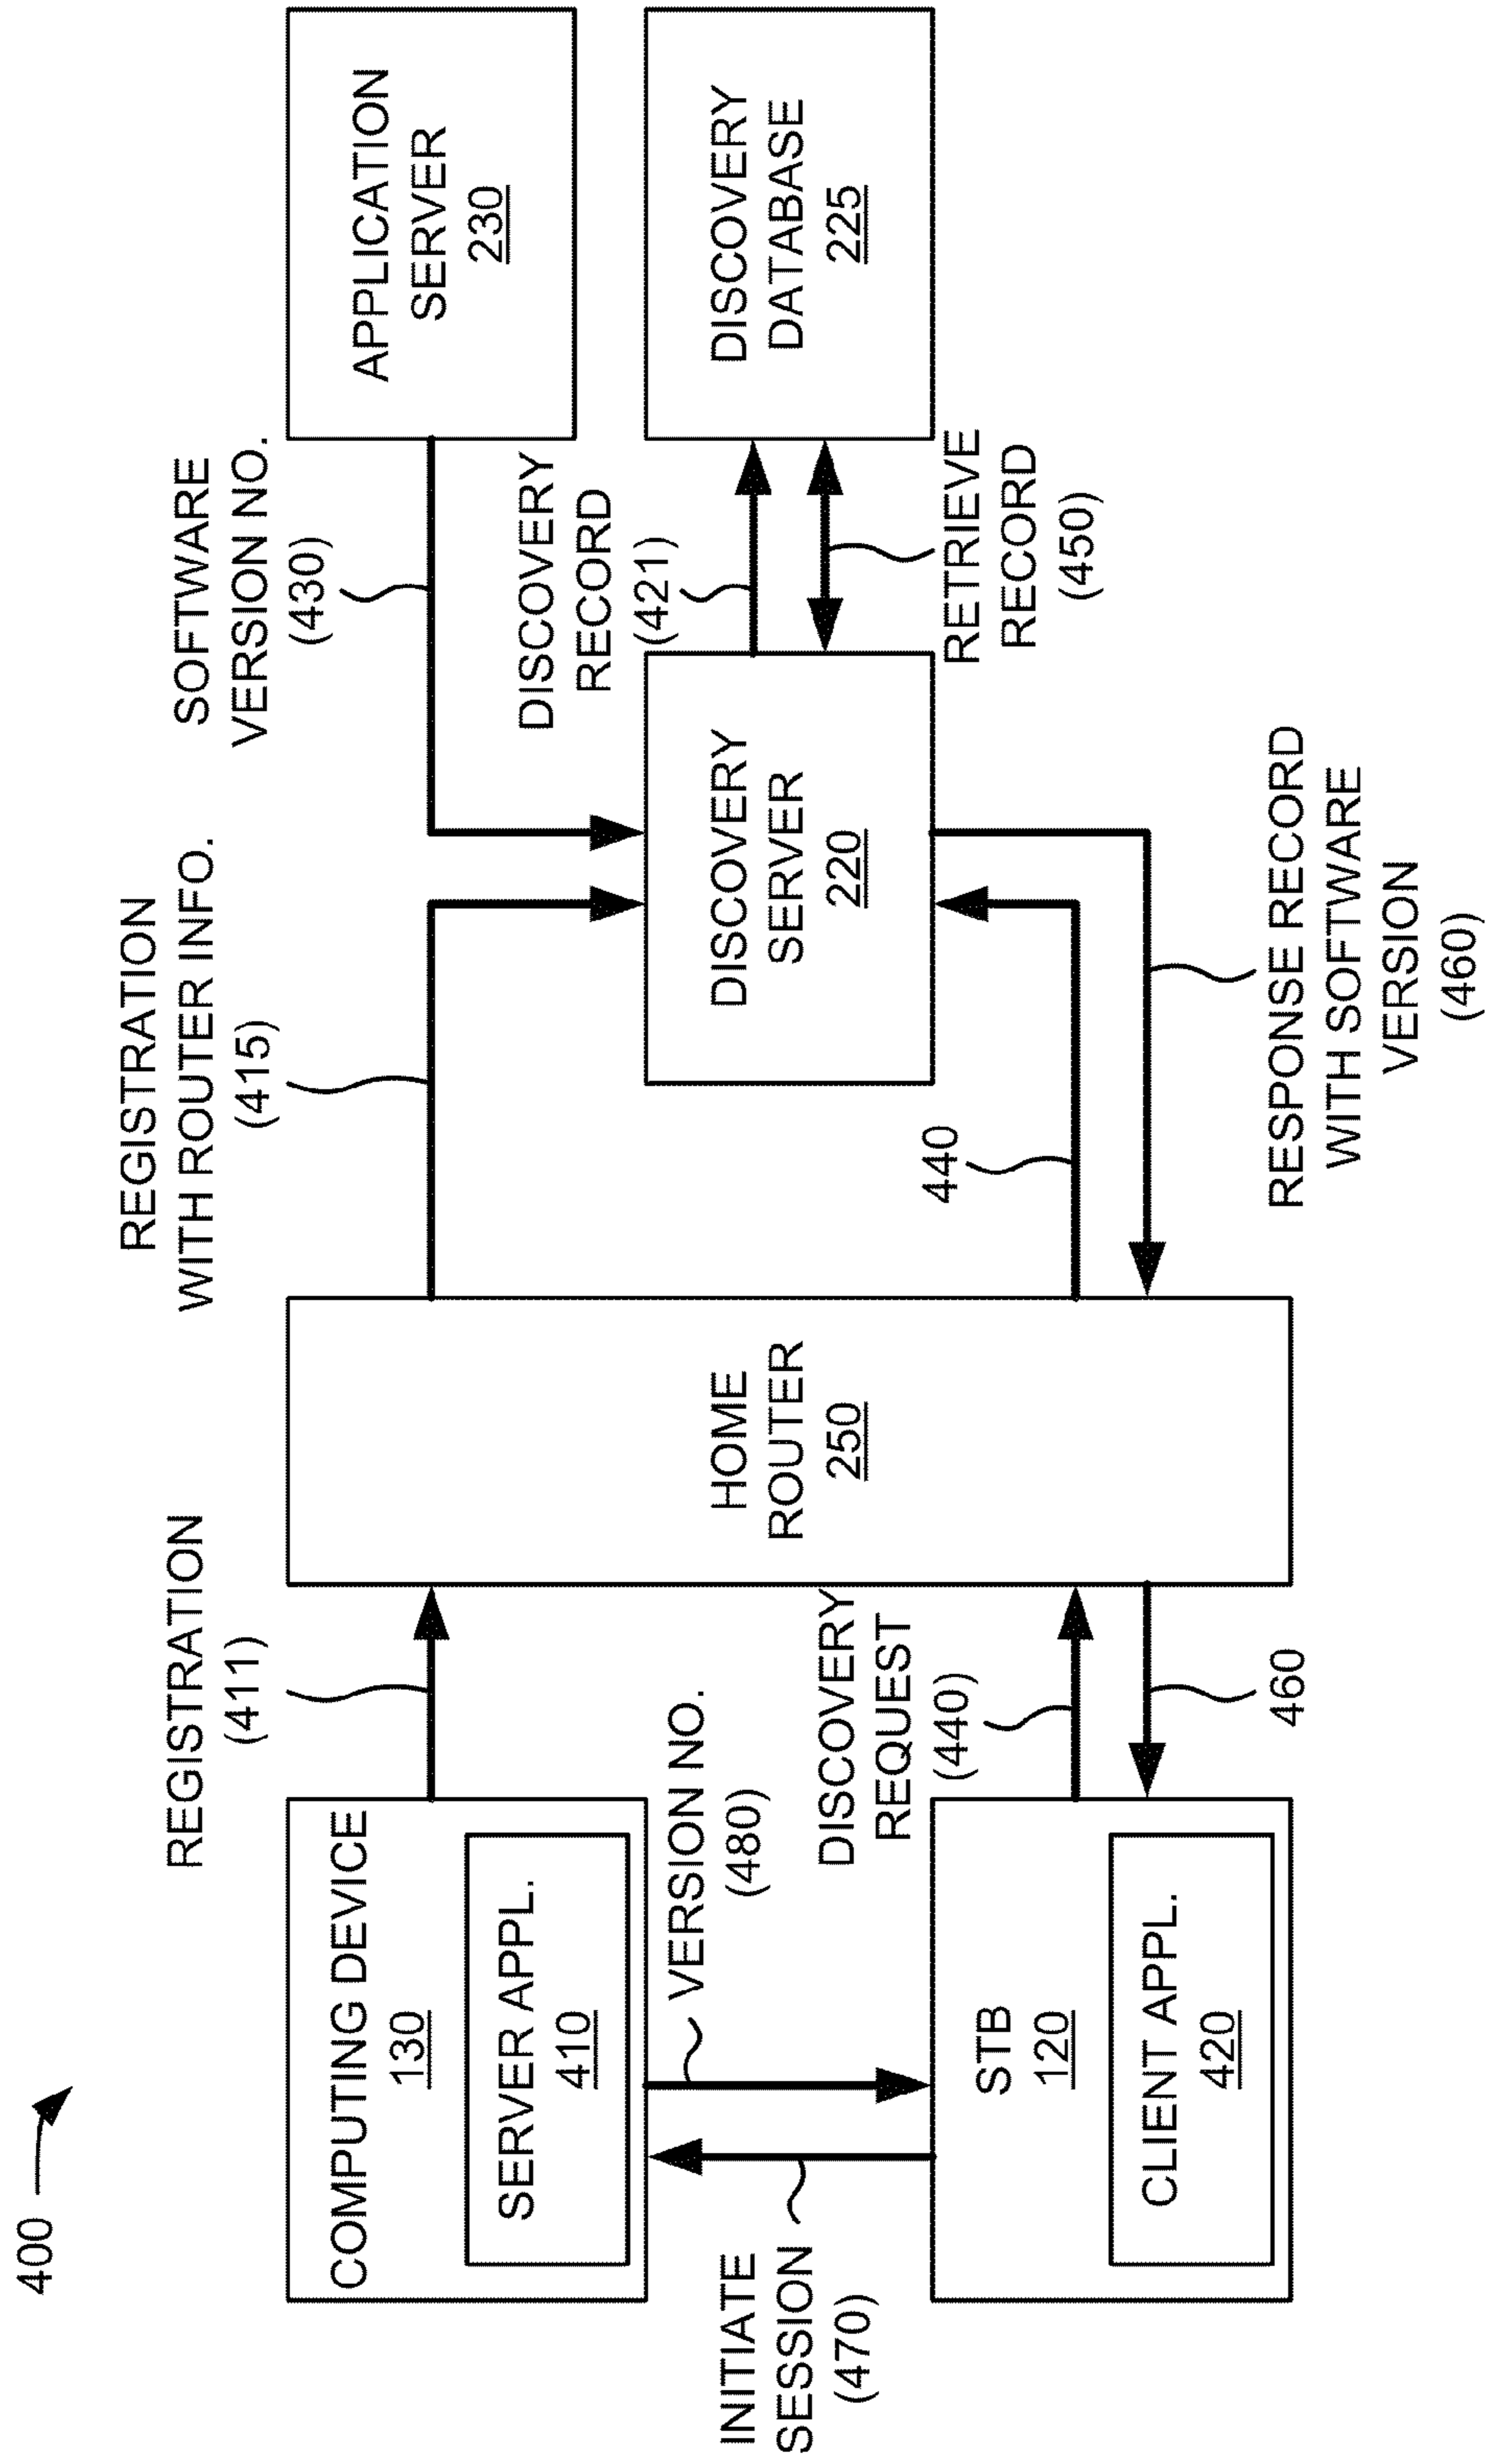 400
COMPUTING DEVICE
130
SERVER APPL.
410
REGISTRATION
(411)
HOME
ROUTER
250
REGISTRATION
WITH ROUTER INFO.
(415)
SOFTWARE
VERSION NO.
(430)
APPLICATION
SERVER
230
DISCOVERY
RECORD
(421)
DISCOVERY
SERVER
220
DISCOVERY
DATABASE
225
RETRIEVE
RECORD
(450)
INITIATE
SESSION
(470)
VERSION NO.
(480)
DISCOVERY
REQUEST
(440)
440
STB
120
CLIENT APPL.
420
460
RESPONSE RECORD
WITH SOFTWARE
VERSION
(460)